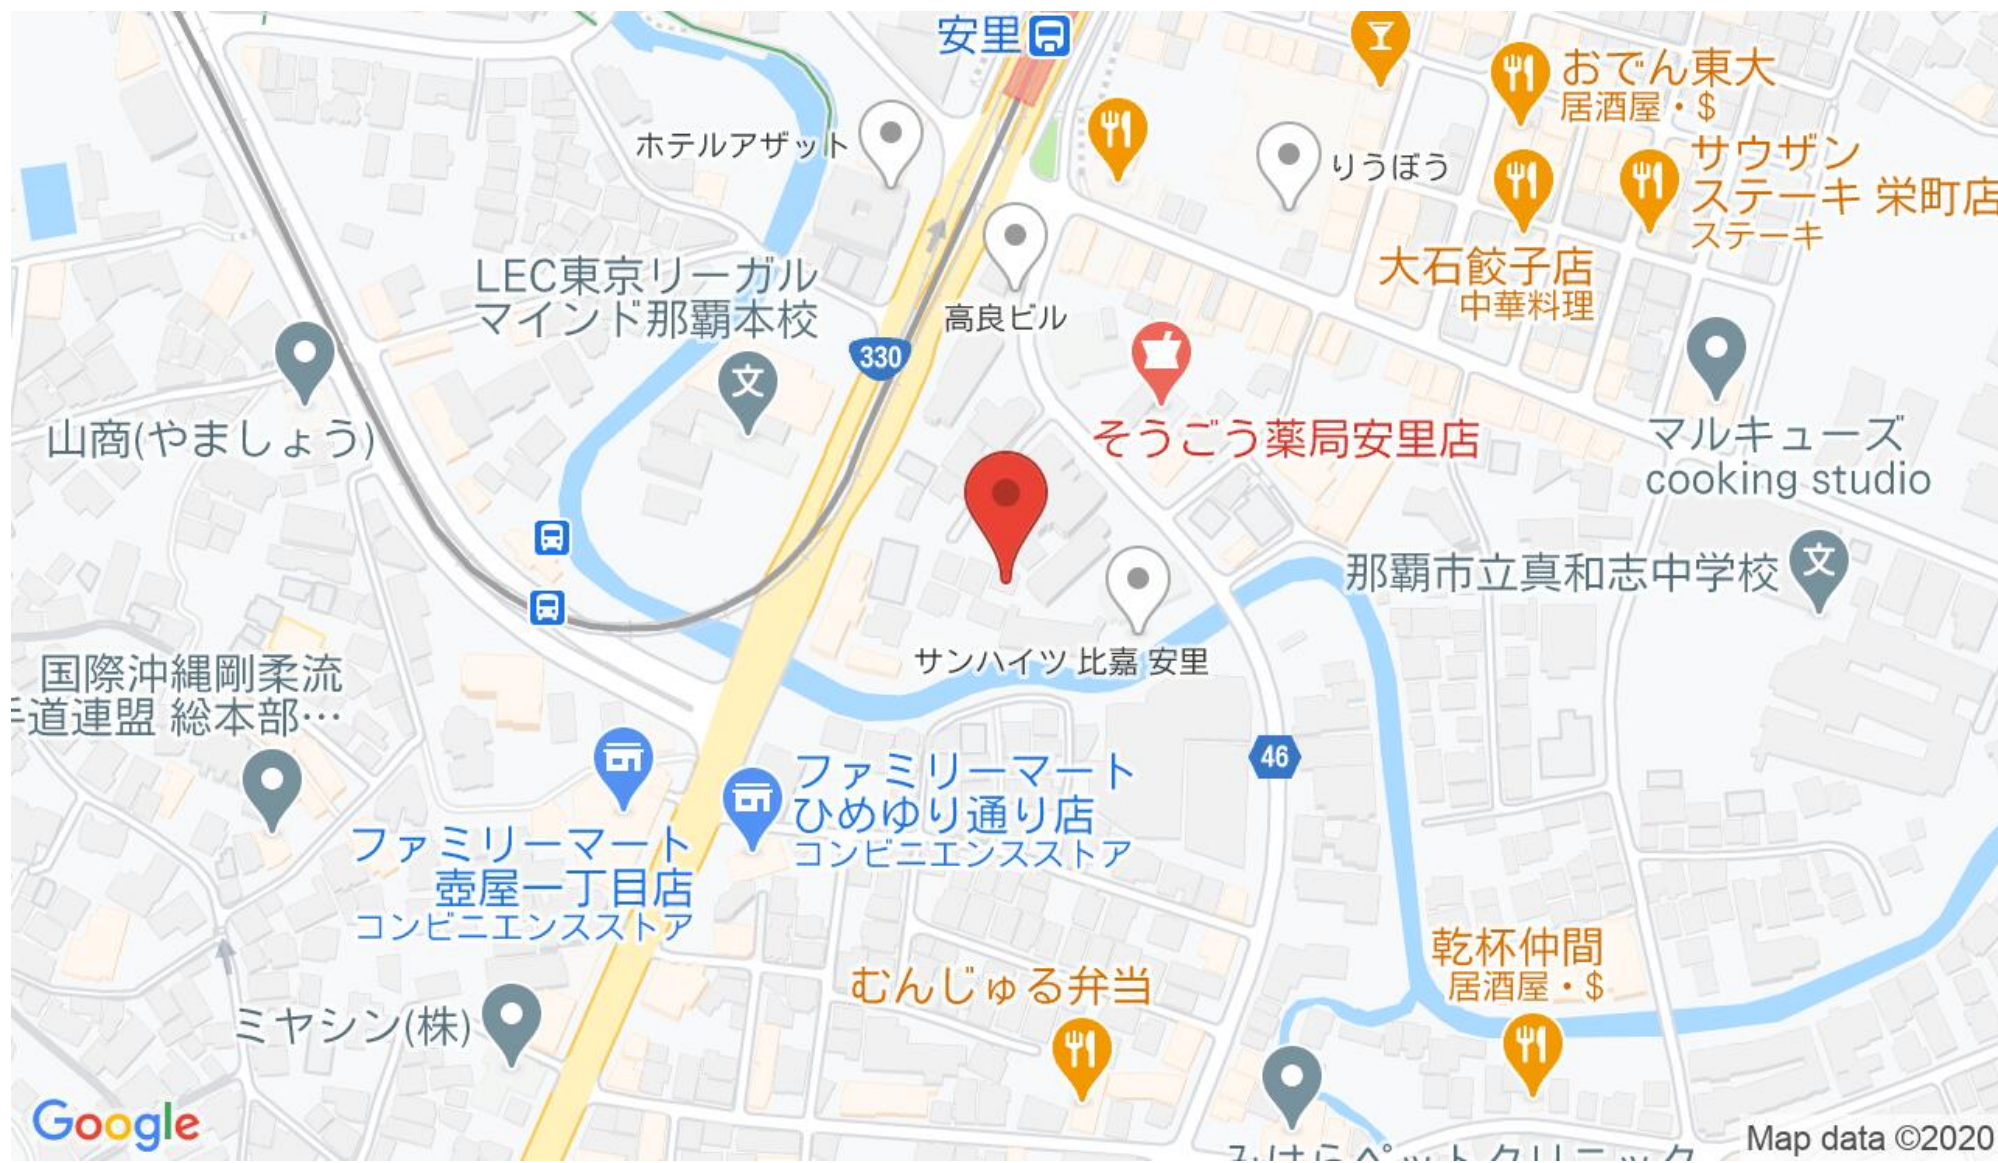 安里
おでん東大
居酒屋・$
ホテルアザット
りうぼう
サウザン
ステーキ 栄町店
ステーキ
LEC東京リーガル
マインド那覇本校
大石餃子店
中華料理
高良ビル
330
山商(やましょう)
そうごう薬局安里店
マルキューズ
cooking studio
那覇市立真和志中学校
サンハイツ 比嘉 安里
国際沖縄剛柔流
道連盟 総本部…
46
ファミリーマート
ひめゆり通り店
コンビニエンスストア
ファミリーマート
壺屋一丁目店
コンビニエンスストア
乾杯仲間
居酒屋・$
むんじゅる弁当
ミヤシン(株)
Google
Map data ©2020